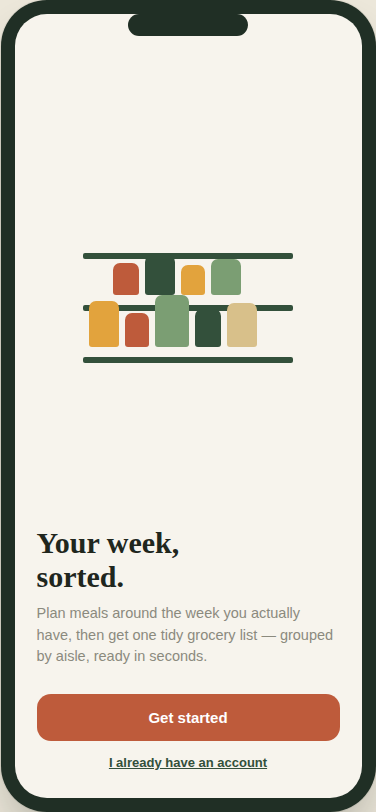 Your week,
sorted.
Plan meals around the week you actually
have, then get one tidy grocery list — grouped
by aisle, ready in seconds.
Get started
I already have an account